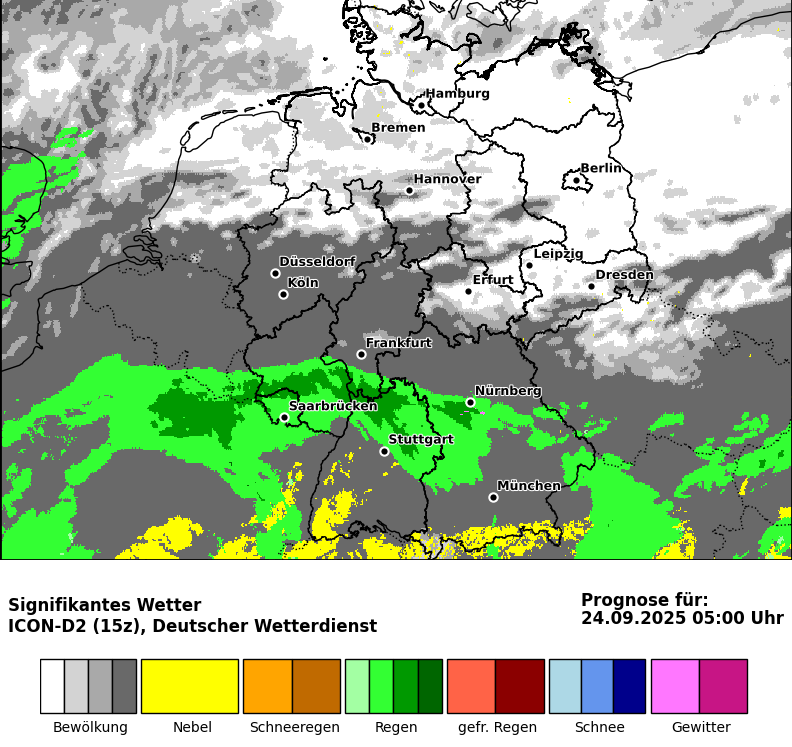 Hamburg
Bremen
Berlin
Hannover
Leipzig
Düsseldorf
Dresden
Erfurt
Köln
Frankfurt
Nürnberg
Saarbrücken
Stuttgart
München
Signifikantes Wetter
ICON-D2 (15z), Deutscher Wetterdienst
Prognose für:
24.09.2025 05:00 Uhr
Bewölkung Nebel Schneeregen Regen gefr. Regen Schnee Gewitter